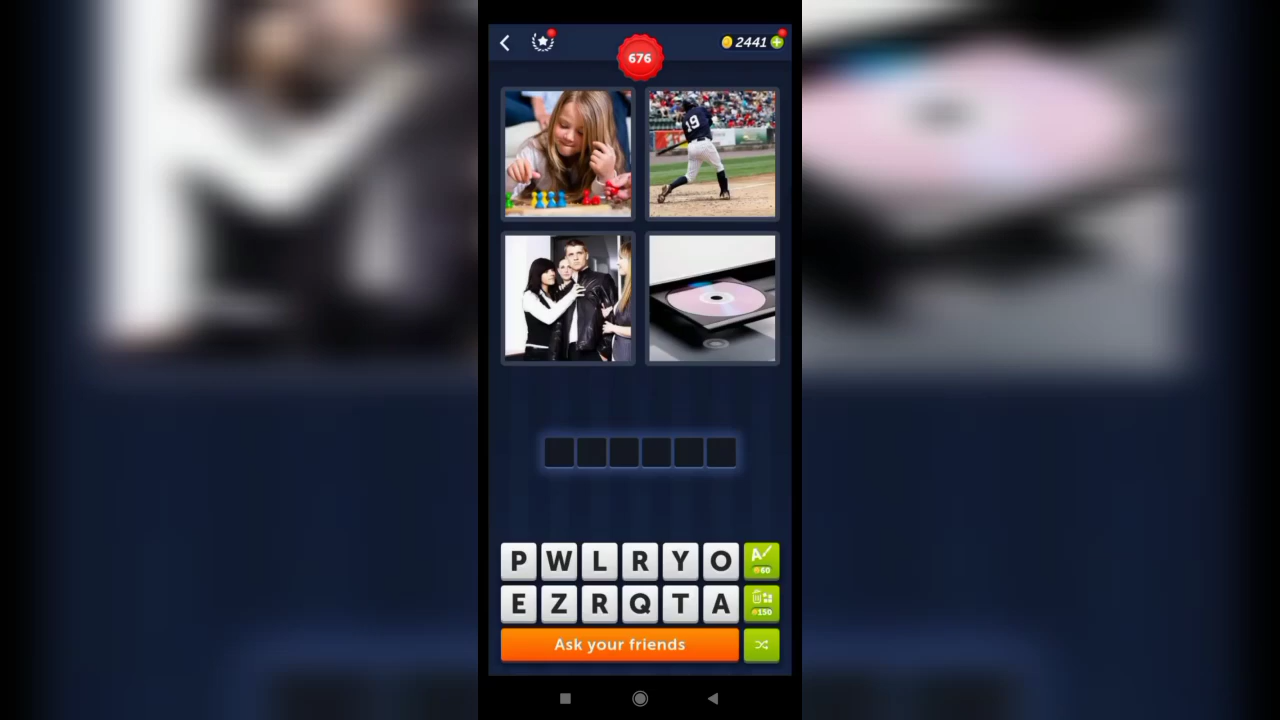 2441
676
19
P W L R Y O
A 60
E Z R Q T A
150
Ask your friends